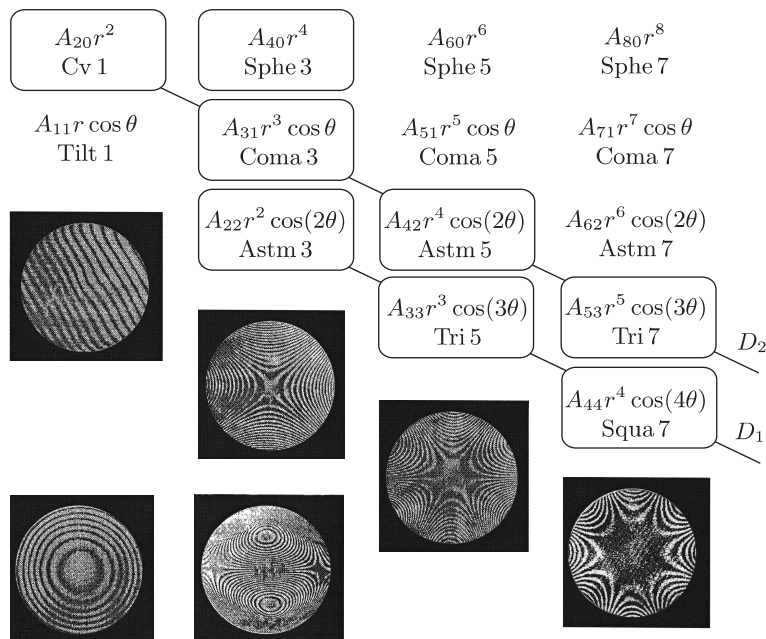 A₂₀r² A₄₀r⁴ A₆₀r⁶ A₈₀r⁸
Cv 1 Sphe 3 Sphe 5 Sphe 7
A₁₁r cos θ A₃₁r³ cos θ A₅₁r⁵ cos θ A₇₁r⁷ cos θ
Tilt 1 Coma 3 Coma 5 Coma 7
A₂₂r² cos(2θ) A₄₂r⁴ cos(2θ) A₆₂r⁶ cos(2θ)
Astm 3 Astm 5 Astm 7
A₃₃r³ cos(3θ) A₅₃r⁵ cos(3θ)
Tri 5 Tri 7
D₂
A₄₄r⁴ cos(4θ)
Squa 7
D₁